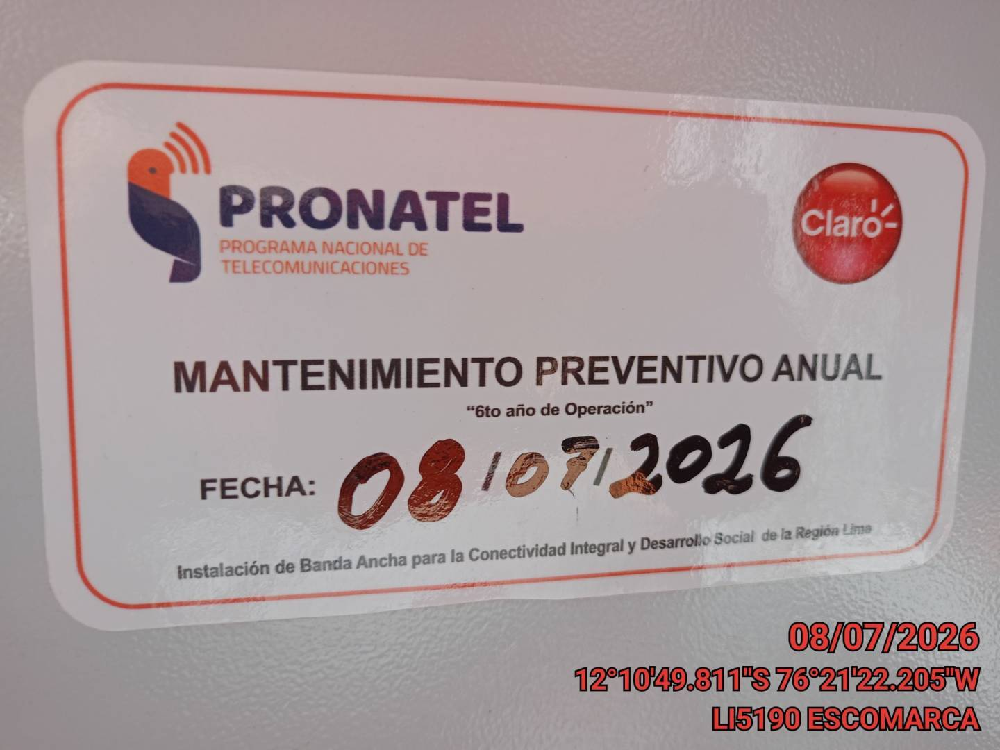 PRONATEL
PROGRAMA NACIONAL DE
TELECOMUNICACIONES
Claro
MANTENIMIENTO PREVENTIVO ANUAL
“6to año de Operación”
FECHA: 08/07/2026
Instalación de Banda Ancha para la Conectividad Integral y Desarrollo Social de la Región Lima
08/07/2026
12°10'49.811"S 76°21'22.205"W
LI5190 ESCOMARCA